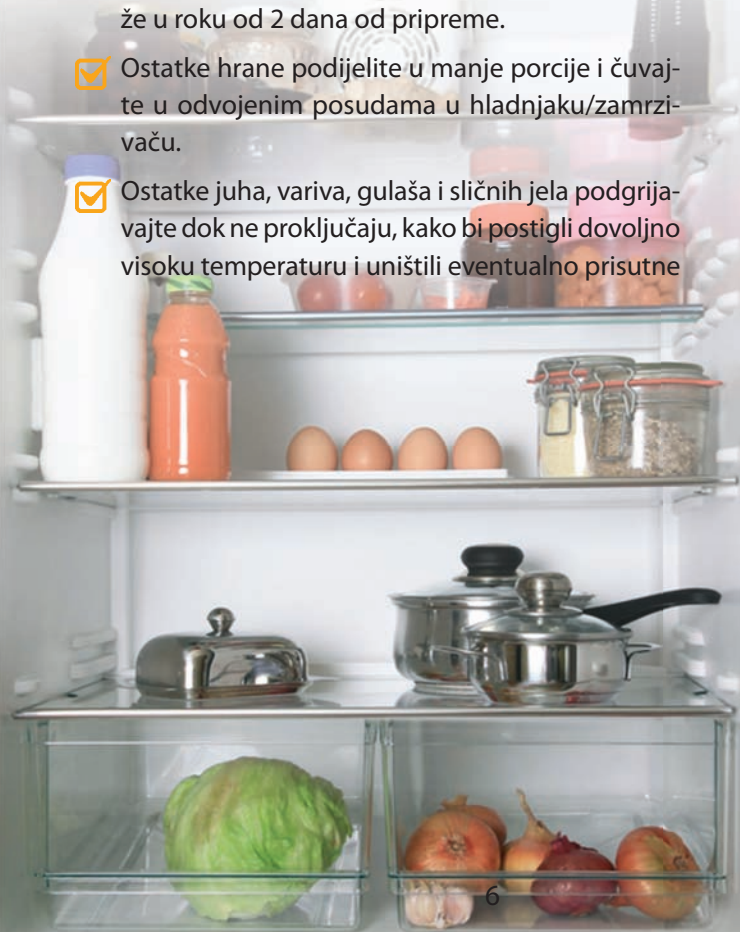 že u roku od 2 dana od pripreme.
Ostatke hrane podijelite u manje porcije i čuvaj-
te u odvojenim posudama u hladnjaku/zamrzi-
vaču.
Ostatke juha, variva, gulaša i sličnih jela podgrija-
vajte dok ne proključaju, kako bi postigli dovoljno
visoku temperaturu i uništili eventualno prisutne
6